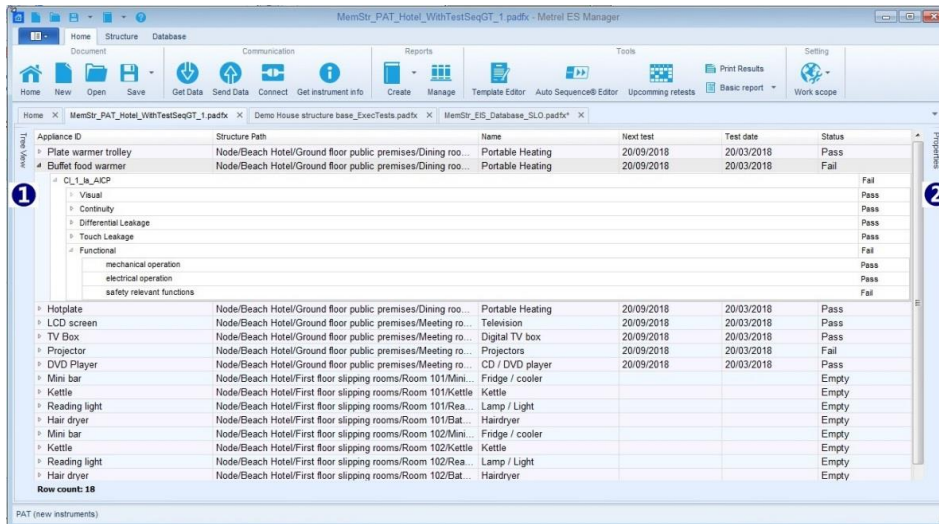 MemStr_PAT_Hotel_WithTestSeqGT_1.padfx - Metrel ES Manager
Home Structure Database
Document Communication Reports Tools Setting
Home New Open Save Get Data Send Data Connect Get instrument info Create Manage Template Editor Auto Sequence® Editor Upcoming retests Print Results Basic report Work scope
Home X MemStr_PAT_Hotel_WithTestSeqGT_1.padfx X Demo House structure base_ExecTests.padfx X MemStr_EIS_Database_SLO.padfx* X
Tree View
Properties
Appliance ID Structure Path Name Next test Test date Status
Plate warmer trolley Node/Beach Hotel/Ground floor public premises/Dining roo... Portable Heating 20/09/2018 20/03/2018 Pass
Buffet food warmer Node/Beach Hotel/Ground floor public premises/Dining roo... Portable Heating 20/09/2018 20/03/2018 Fail
1
2
Cl_1_Ia_AICP Fail
Visual Pass
Continuity Pass
Differential Leakage Pass
Touch Leakage Pass
Functional Fail
mechanical operation Pass
electrical operation Pass
safety relevant functions Fail
Hotplate Node/Beach Hotel/Ground floor public premises/Dining roo... Portable Heating 20/09/2018 20/03/2018 Pass
LCD screen Node/Beach Hotel/Ground floor public premises/Meeting ro... Television 20/09/2018 20/03/2018 Pass
TV Box Node/Beach Hotel/Ground floor public premises/Meeting ro... Digital TV box 20/09/2018 20/03/2018 Pass
Projector Node/Beach Hotel/Ground floor public premises/Meeting ro... Projectors 20/09/2018 20/03/2018 Fail
DVD Player Node/Beach Hotel/Ground floor public premises/Meeting ro... CD / DVD player 20/09/2018 20/03/2018 Pass
Mini bar Node/Beach Hotel/First floor slipping rooms/Room 101/Mini... Fridge / cooler Empty
Kettle Node/Beach Hotel/First floor slipping rooms/Room 101/Kettle Kettle Empty
Reading light Node/Beach Hotel/First floor slipping rooms/Room 101/Rea... Lamp / Light Empty
Hair dryer Node/Beach Hotel/First floor slipping rooms/Room 101/Bat... Hairdryer Empty
Mini bar Node/Beach Hotel/First floor slipping rooms/Room 102/Mini... Fridge / cooler Empty
Kettle Node/Beach Hotel/First floor slipping rooms/Room 102/Kettle Kettle Empty
Reading light Node/Beach Hotel/First floor slipping rooms/Room 102/Rea... Lamp / Light Empty
Hair dryer Node/Beach Hotel/First floor slipping rooms/Room 102/Bat... Hairdryer Empty
Row count: 18
PAT (new instruments)